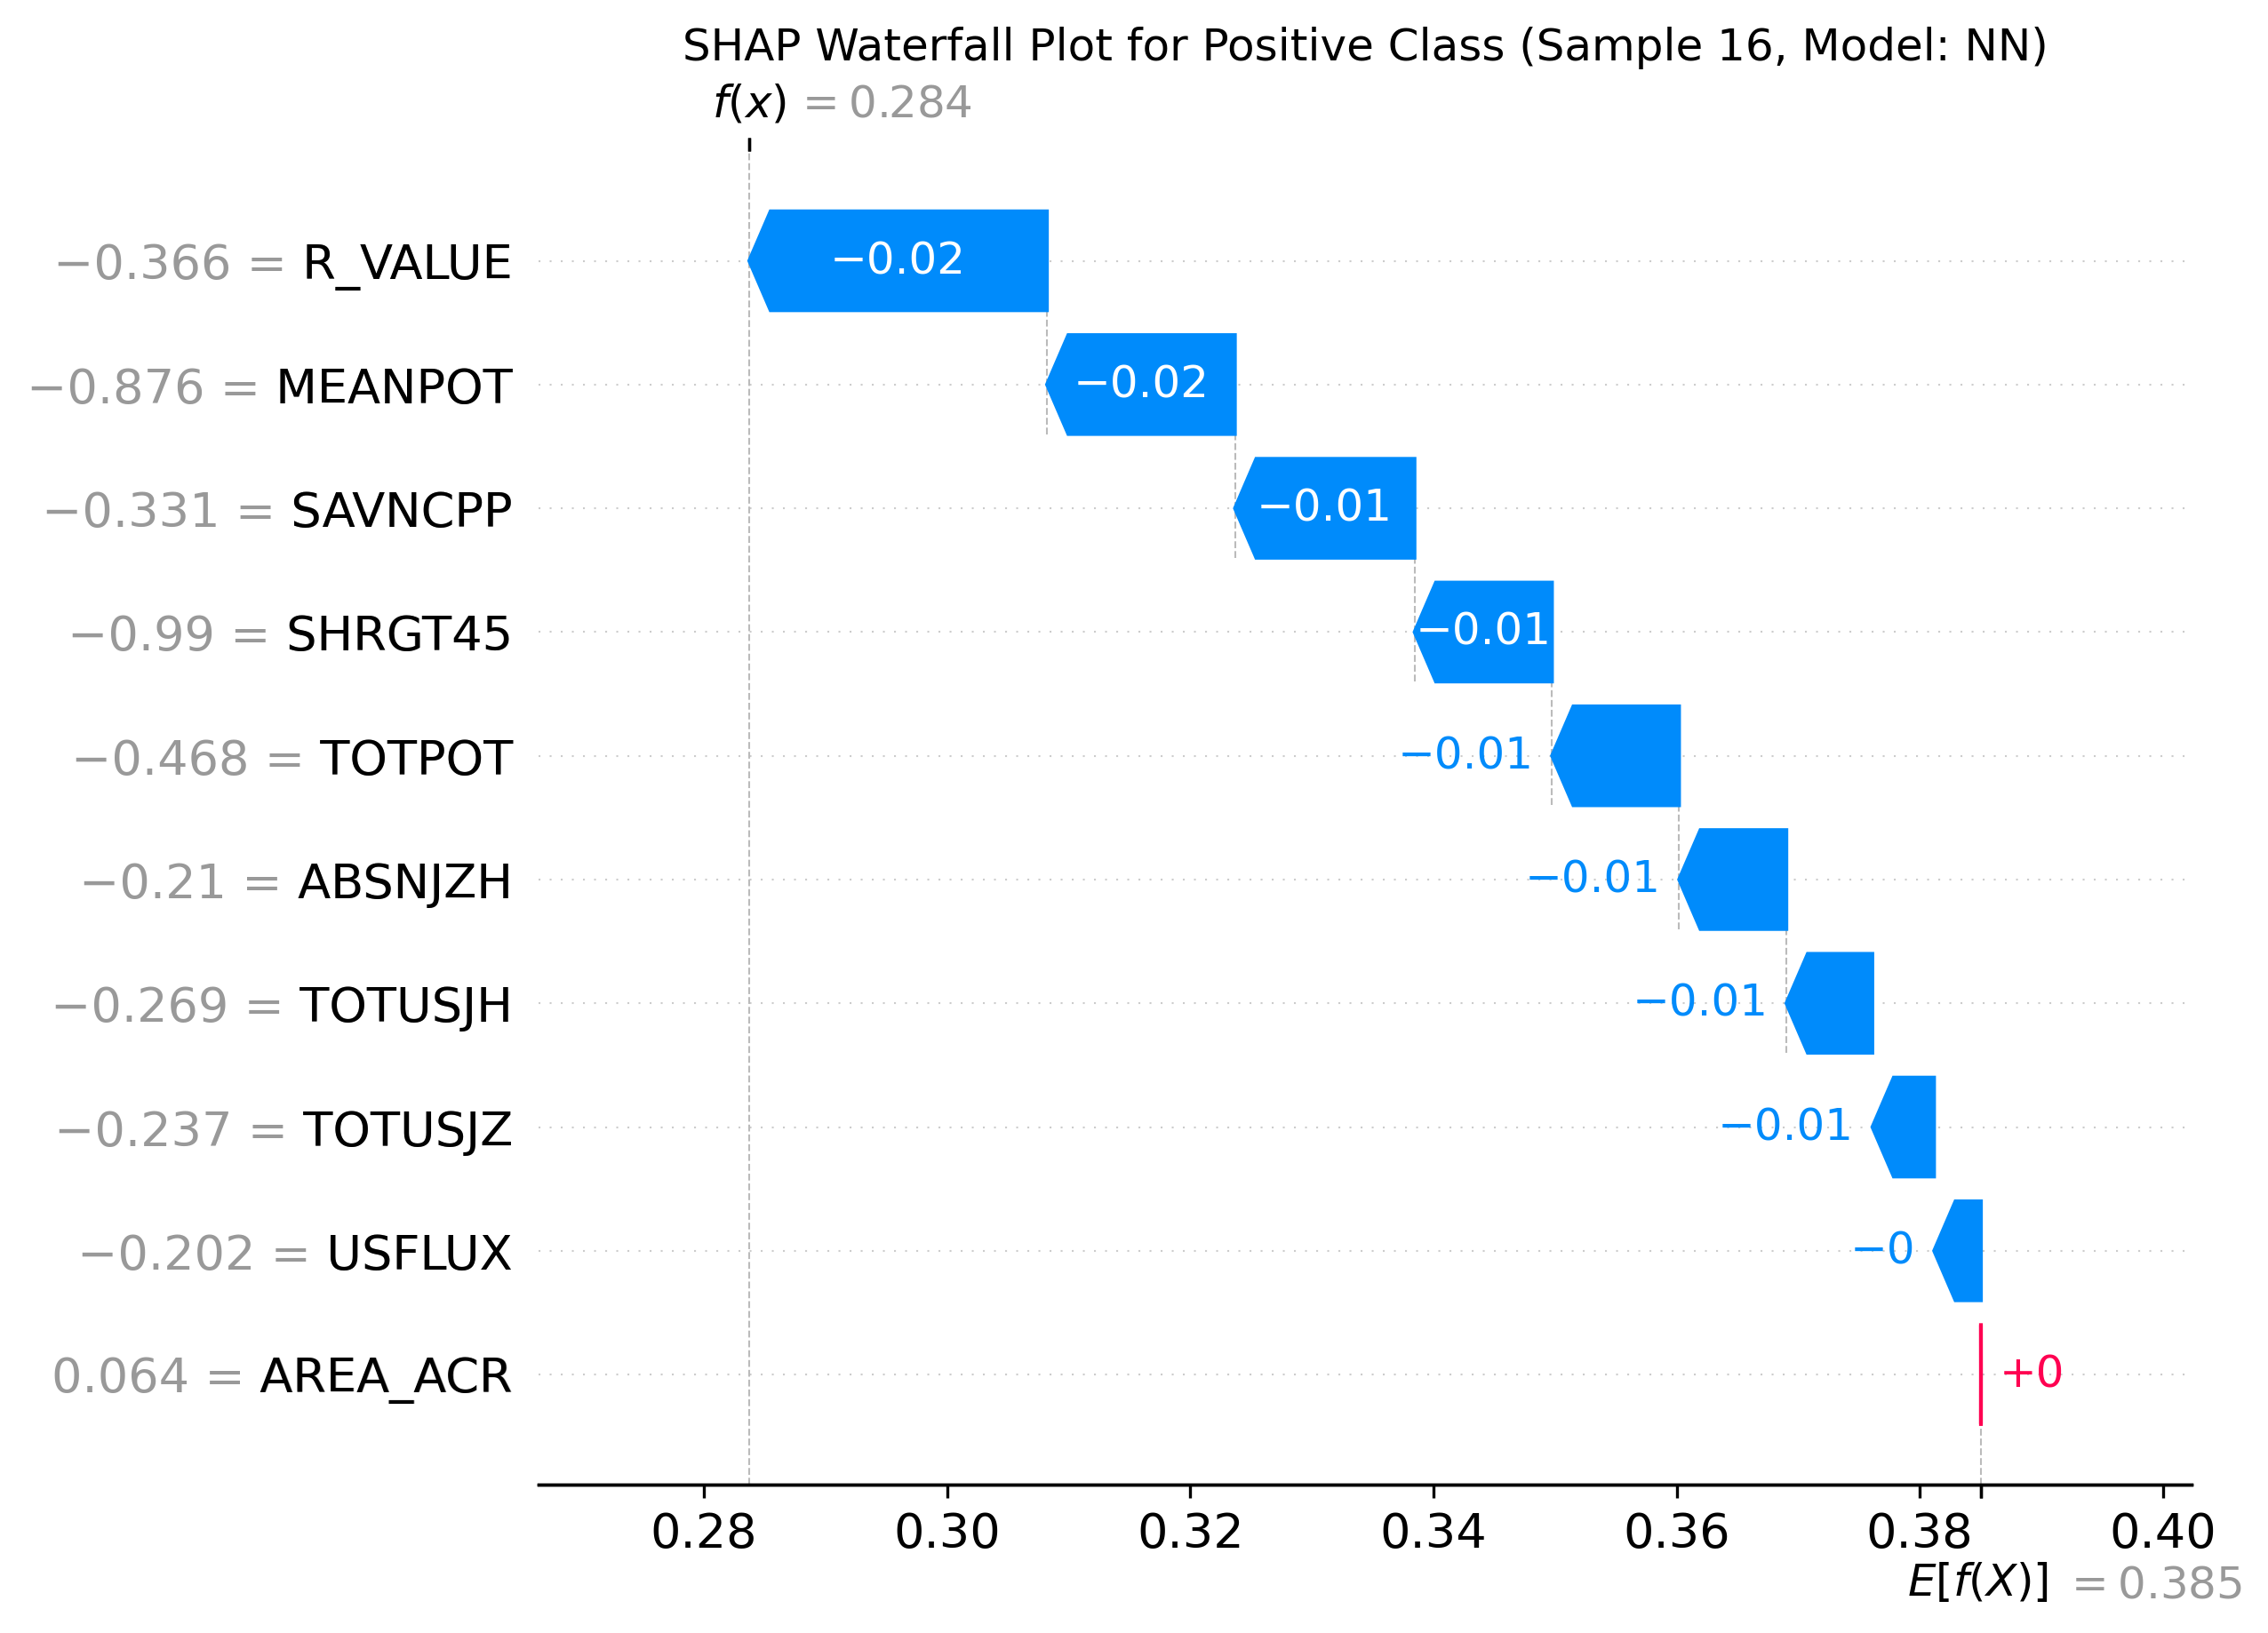 SHAP Waterfall Plot for Positive Class (Sample 16, Model: NN)
f(x) = 0.284
−0.366 = R_VALUE −0.02
−0.876 = MEANPOT −0.02
−0.331 = SAVNCPP −0.01
−0.99 = SHRGT45 −0.01
−0.468 = TOTPOT −0.01
−0.21 = ABSNJZH −0.01
−0.269 = TOTUSJH −0.01
−0.237 = TOTUSJZ −0.01
−0.202 = USFLUX −0
0.064 = AREA_ACR +0
0.28 0.30 0.32 0.34 0.36 0.38 0.40
E[f(X)] = 0.385